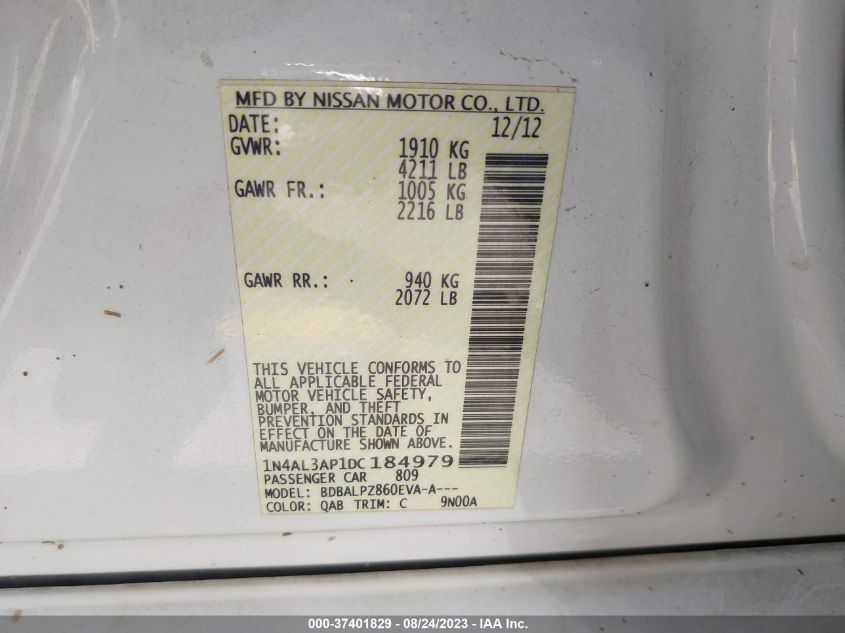 MFD BY NISSAN MOTOR CO., LTD.
DATE: 12/12
GVWR: 1910 KG
4211 LB
GAWR FR.: 1005 KG
2216 LB
GAWR RR.: 940 KG
2072 LB
THIS VEHICLE CONFORMS TO
ALL APPLICABLE FEDERAL
MOTOR VEHICLE SAFETY,
BUMPER, AND THEFT
PREVENTION STANDARDS IN
EFFECT ON THE DATE OF
MANUFACTURE SHOWN ABOVE.
1N4AL3AP1DC184979
PASSENGER CAR 809
MODEL: BDBALPZ860EVA-A---
COLOR: QAB TRIM: C 9N00A
000-37401829 - 08/24/2023 - IAA Inc.